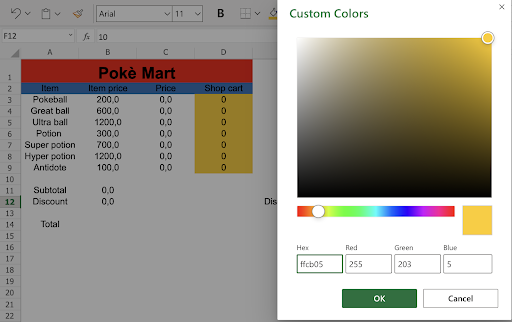 Arial 11 B
F12 fx 10
A B C D
1 Pokè Mart
2 Item Item price Price Shop cart
3 Pokeball 200,0 0,0 0
4 Great ball 600,0 0,0 0
5 Ultra ball 1200,0 0,0 0
6 Potion 300,0 0,0 0
7 Super potion 700,0 0,0 0
8 Hyper potion 1200,0 0,0 0
9 Antidote 100,0 0,0 0
10
11 Subtotal 0,0
12 Discount 0,0 Dis
13
14 Total
15
16
17
18
19
20
21
22
Custom Colors
Hex Red Green Blue
ffcb05 255 203 5
OK Cancel